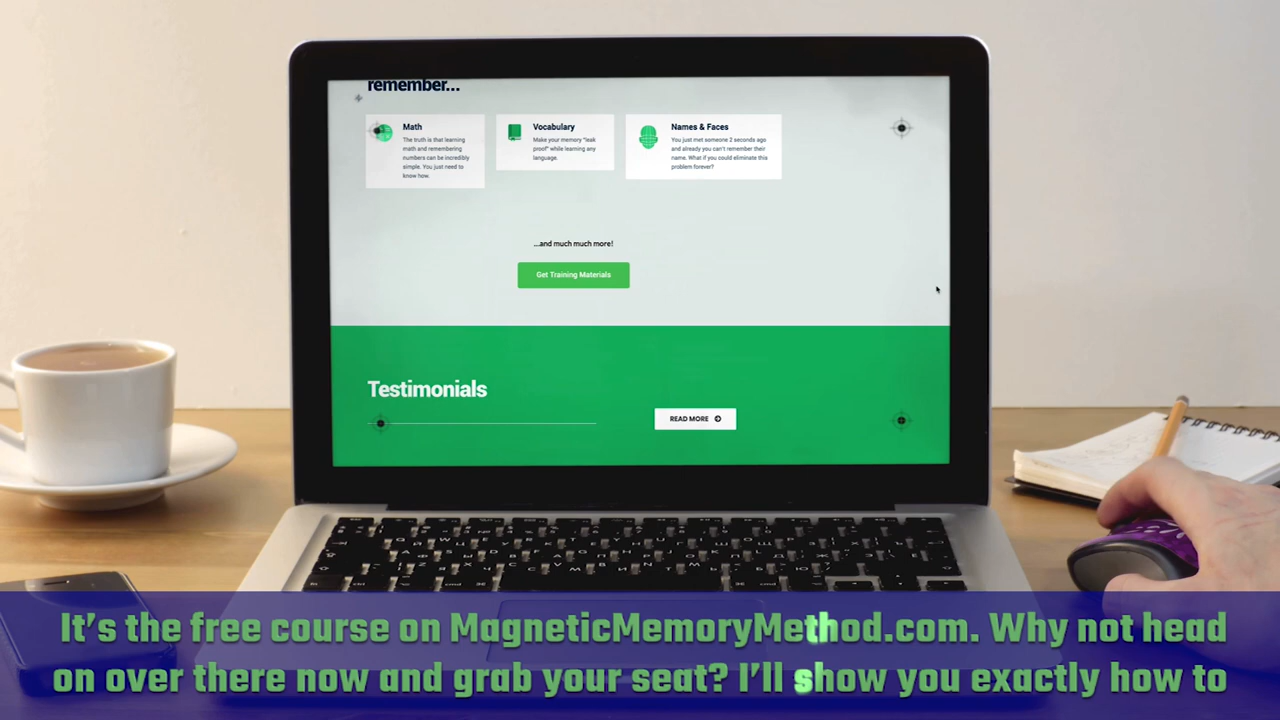 remember...
Math
The truth is that learning
math and remembering
numbers can be incredibly
simple. You just need to
know how.
Vocabulary
Make your memory "leak
proof" while learning any
language.
Names & Faces
You just met someone 2 seconds ago
and already you can't remember their
name. What if you could eliminate this
problem forever?
...and much much more!
Get Training Materials
Testimonials
READ MORE
It's the free course on MagneticMemoryMethod.com. Why not head
on over there now and grab your seat? I'll show you exactly how to